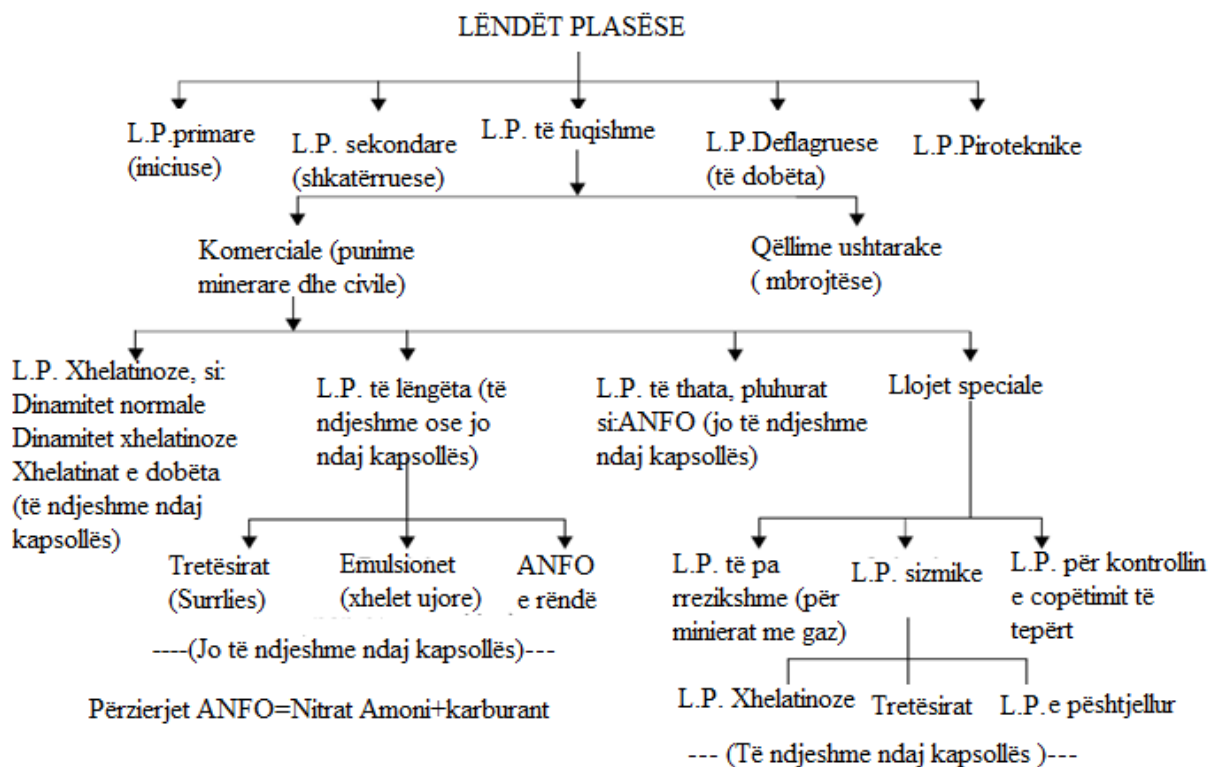 LËNDËT PLASËSE
L.P.primare
(iniciuse)
L.P. sekondare
(shkatërruese)
L.P. të fuqishme
L.P.Deflagruese
(të dobëta)
L.P.Piroteknike
Komerciale (punime
minerare dhe civile)
Qëllime ushtarake
( mbrojtëse)
L.P. Xhelatinoze, si:
Dinamitet normale
Dinamitet xhelatinoze
Xhelatinat e dobëta
(të ndjeshme ndaj
kapsollës)
L.P. të lëngëta (të
ndjeshme ose jo
ndaj kapsollës)
L.P. të thata, pluhurat
si:ANFO (jo të ndjeshme
ndaj kapsollës)
Llojet speciale
Tretësirat
(Surrlies)
Emulsionet
(xhelet ujore)
ANFO
e rëndë
----(Jo të ndjeshme ndaj kapsollës)---
L.P. të pa
rrezikshme (për
minierat me gaz)
L.P. sizmike
L.P. për kontrollin
e copëtimit të
tepërt
L.P. Xhelatinoze
Tretësirat
L.P.e pështjellur
--- (Të ndjeshme ndaj kapsollës )---
Përzierjet ANFO=Nitrat Amoni+karburant